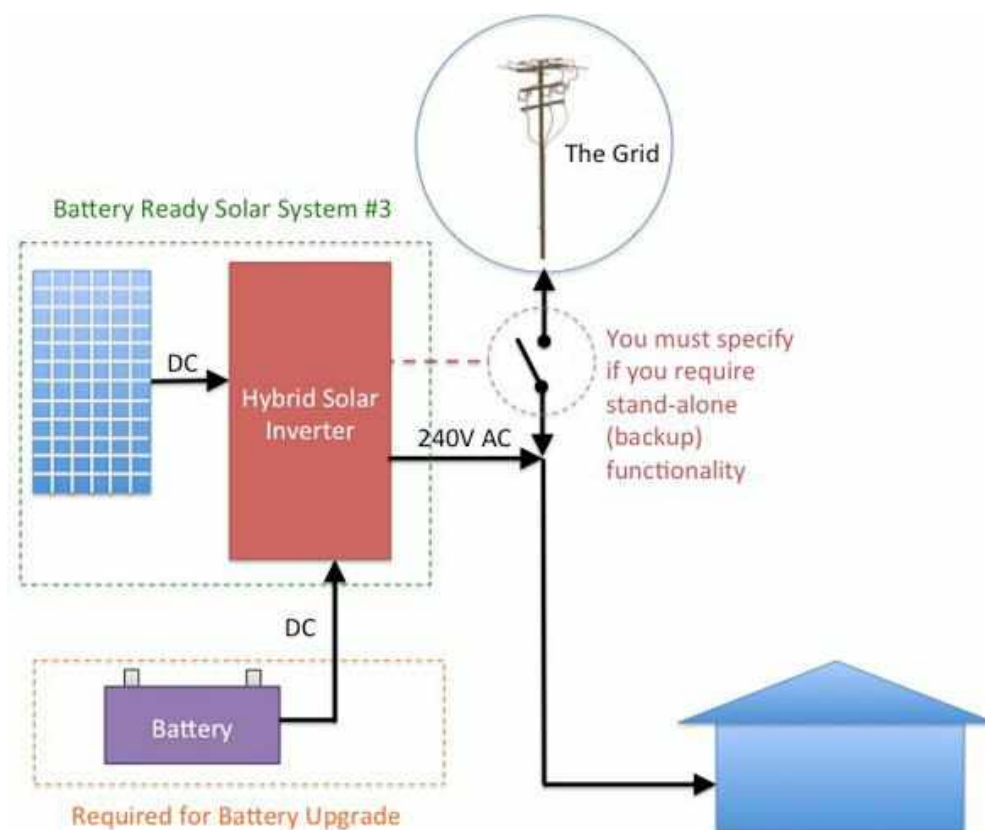 The Grid
Battery Ready Solar System #3
DC
Hybrid Solar
Inverter
240V AC
You must specify
if you require
stand-alone
(backup)
functionality
DC
Battery
Required for Battery Upgrade